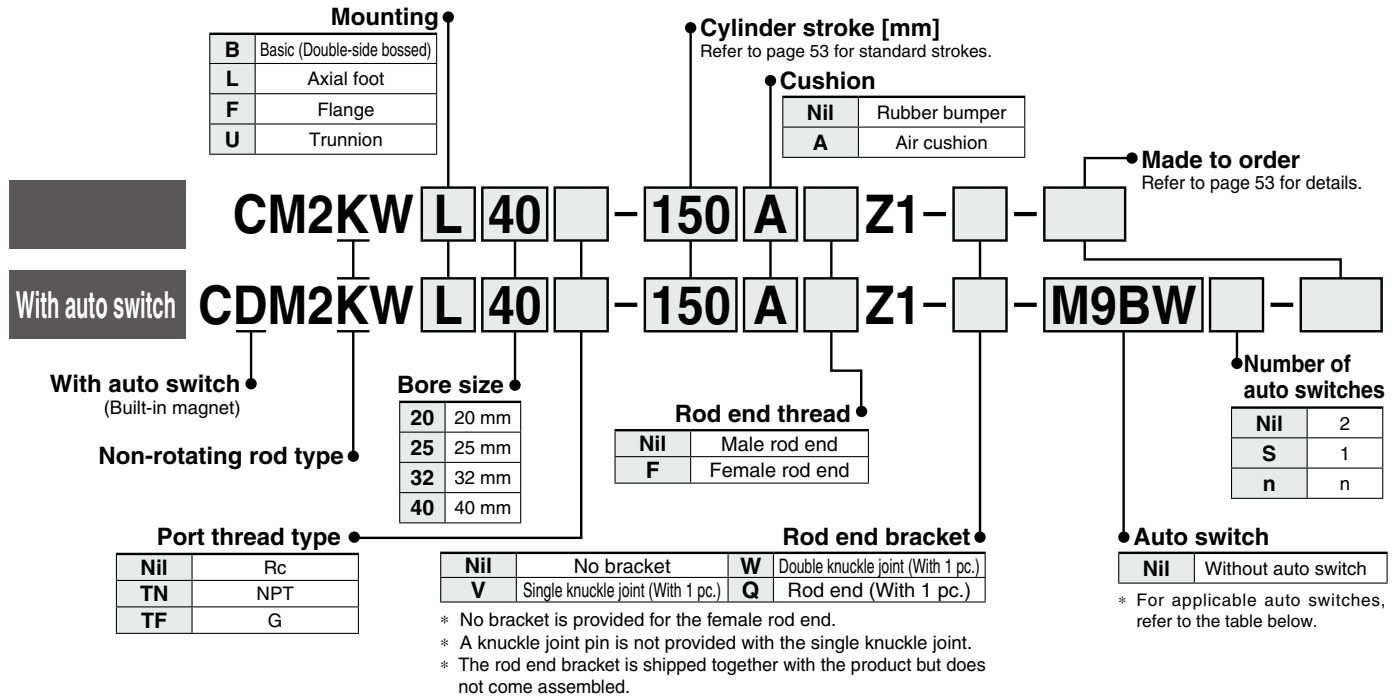 Mounting
B Basic (Double-side bossed)
L Axial foot
F Flange
U Trunnion
Cylinder stroke [mm]
Refer to page 53 for standard strokes.
Cushion
Nil Rubber bumper
A Air cushion
Made to order
Refer to page 53 for details.
CM2KW L 40 – 150 A Z1 – –
With auto switch CDM2KW L 40 – 150 A Z1 – – M9BW –
With auto switch
(Built-in magnet)
Non-rotating rod type
Bore size
20 20 mm
25 25 mm
32 32 mm
40 40 mm
Rod end thread
Nil Male rod end
F Female rod end
Number of
auto switches
Nil 2
S 1
n n
Port thread type
Nil Rc
TN NPT
TF G
Rod end bracket
Nil No bracket W Double knuckle joint (With 1 pc.)
V Single knuckle joint (With 1 pc.) Q Rod end (With 1 pc.)
* No bracket is provided for the female rod end.
* A knuckle joint pin is not provided with the single knuckle joint.
* The rod end bracket is shipped together with the product but does
not come assembled.
Auto switch
Nil Without auto switch
* For applicable auto switches,
refer to the table below.